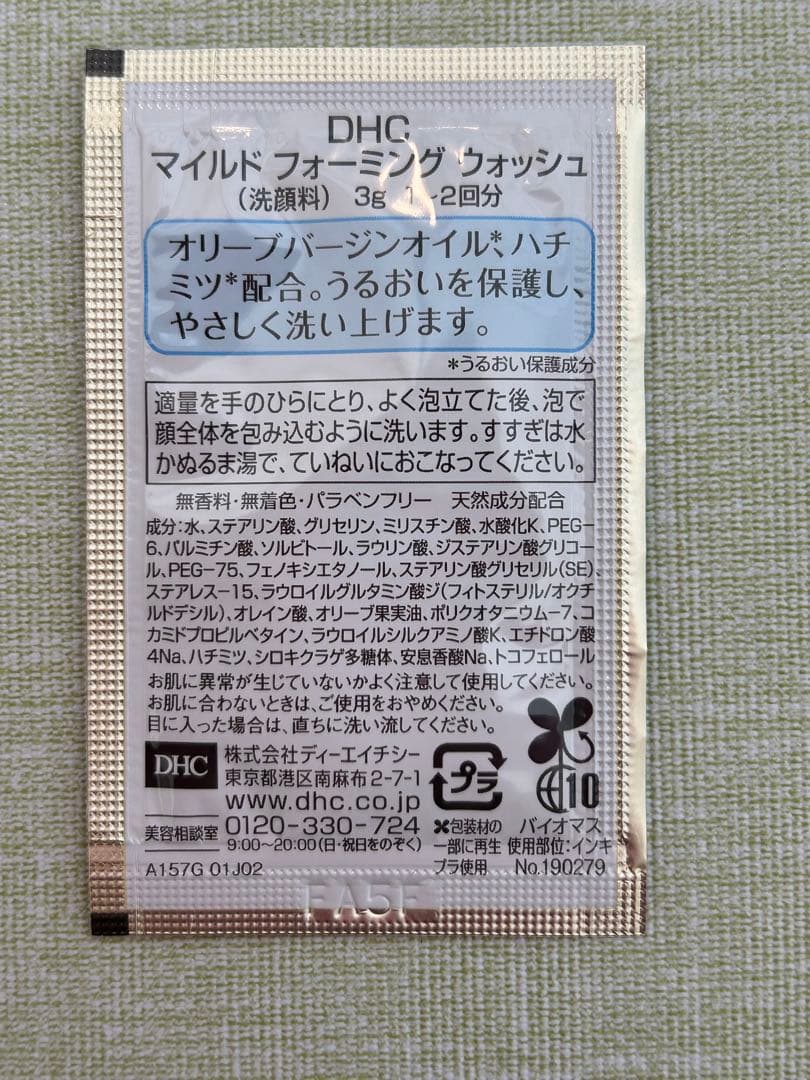 DHC
マイルド フォーミング ウォッシュ
(洗顔料) 3g 1~2回分
オリーブバージンオイル*、ハチ
ミツ*配合。うるおいを保護し、
やさしく洗い上げます。
*うるおい保護成分
適量を手のひらにとり、よく泡立てた後、泡で
顔全体を包み込むように洗います。すすぎは水
かぬるま湯で、ていねいにおこなってください。
無香料・無着色・パラベンフリー 天然成分配合
成分:水、ステアリン酸、グリセリン、ミリスチン酸、水酸化K、PEG-
6、パルミチン酸、ソルビトール、ラウリン酸、ジステアリン酸グリコー
ル、PEG-75、フェノキシエタノール、ステアリン酸グリセリル(SE)、
ステアレス-15、ラウロイルグルタミン酸ジ(フィトステリル/オクチ
ルドデシル)、オレイン酸、オリーブ果実油、ポリクオタニウム-7、コ
カミドプロピルベタイン、ラウロイルシルクアミノ酸K、エチドロン酸
4Na、ハチミツ、シロキクラゲ多糖体、安息香酸Na、トコフェロール
お肌に異常が生じていないかよく注意して使用してください。
お肌に合わないときは、ご使用をおやめください。
目に入った場合は、直ちに洗い流してください。
DHC
株式会社ディーエイチシー
東京都港区南麻布2-7-1
www.dhc.co.jp
美容相談室 0120-330-724
9:00~20:00(日・祝日をのぞく)
A157G 01J02
プラ
包装材の
一部に再生
プラ使用
10
バイオマス
使用部位:インキ
No.190279
FA5F